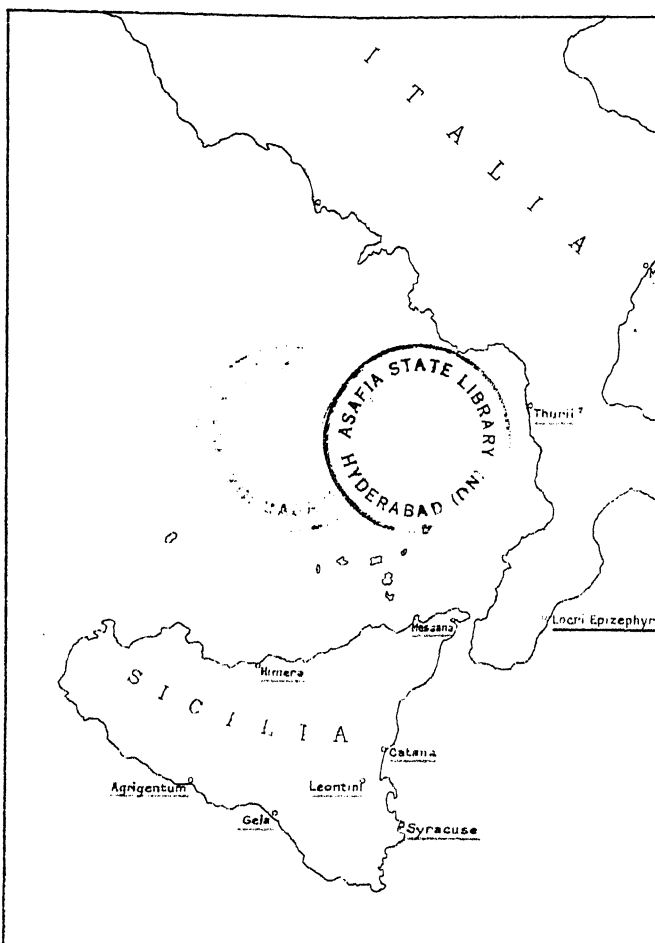 ITALIA
ASAFIA STATE LIBRARY
HYDERABAD (DN)
Thurii ?
Messana
Locri Epizephyr
Himera
SICILIA
Catana
Agrigentum
Leontini
Gela
Syracuse